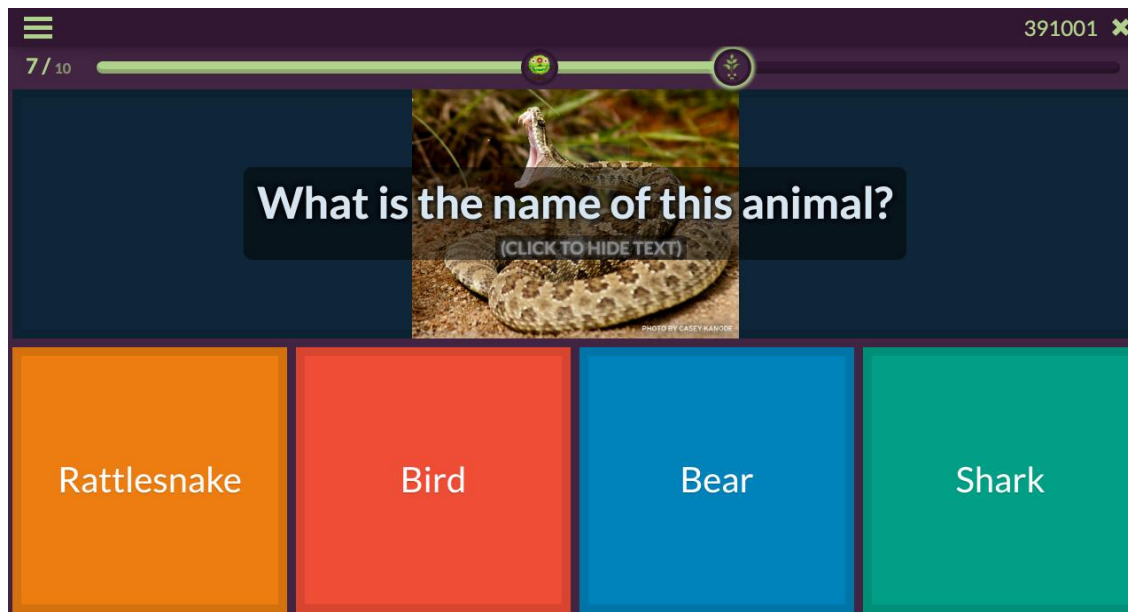 391001
7/10
What is the name of this animal?
(CLICK TO HIDE TEXT)
PHOTO BY CASEY KANODE
Rattlesnake
Bird
Bear
Shark